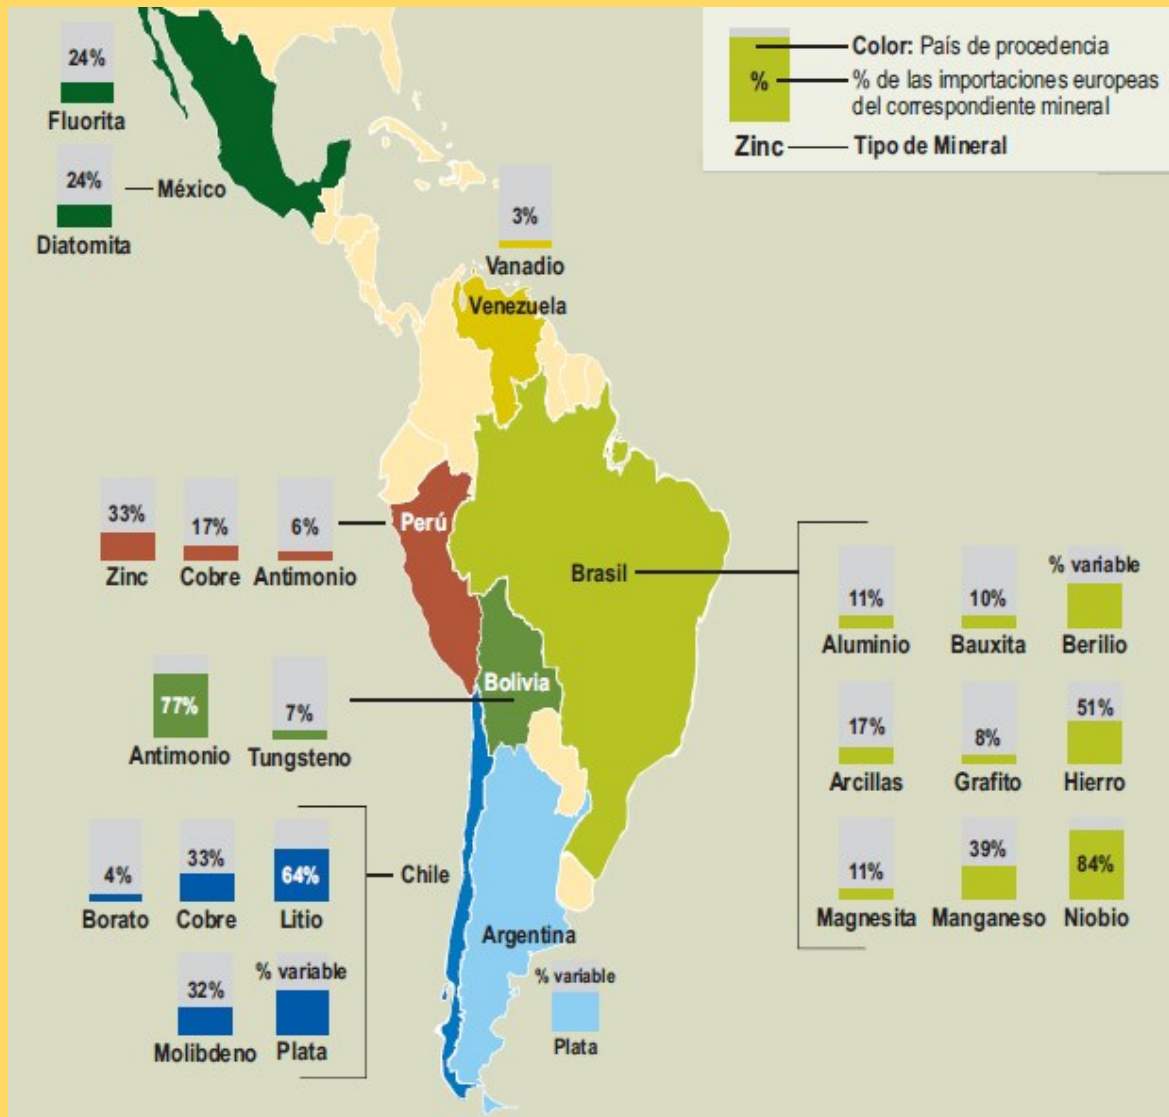 24%
Fluorita
24%
Diatomita
México
Color: País de procedencia
%
% de las importaciones europeas
del correspondiente mineral
Zinc
Tipo de Mineral
3%
Vanadio
Venezuela
33%
Zinc
17%
Cobre
6%
Antimonio
Perú
Brasil
11%
Aluminio
10%
Bauxita
% variable
Berilio
17%
Arcillas
8%
Grafito
51%
Hierro
11%
Magnesita
39%
Manganeso
84%
Niobio
77%
Antimonio
7%
Tungsteno
Bolivia
4%
Borato
33%
Cobre
64%
Litio
32%
Molibdeno
% variable
Plata
Chile
Argentina
% variable
Plata